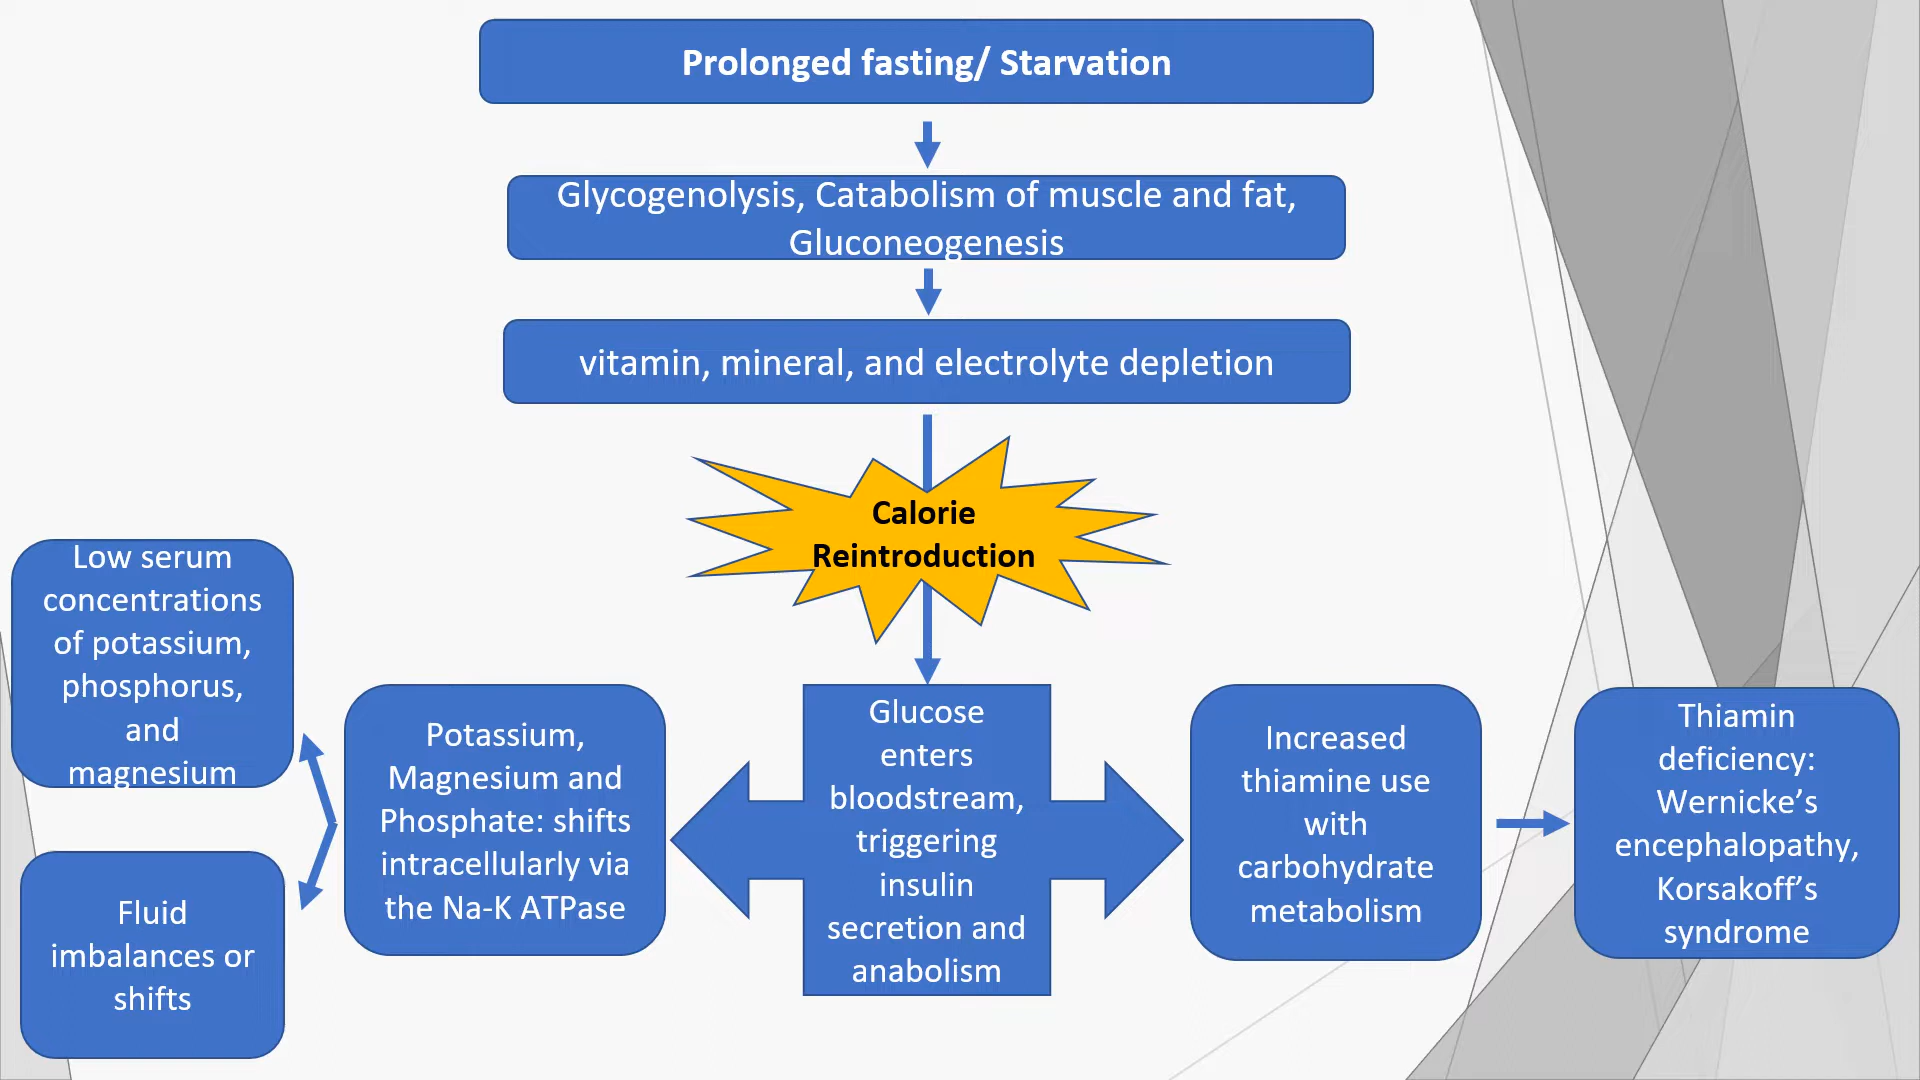 Prolonged fasting/ Starvation
Glycogenolysis, Catabolism of muscle and fat,
Gluconeogenesis
vitamin, mineral, and electrolyte depletion
Calorie
Reintroduction
Low serum
concentrations
of potassium,
phosphorus,
and
magnesium
Fluid
imbalances or
shifts
Potassium,
Magnesium and
Phosphate: shifts
intracellularly via
the Na-K ATPase
Glucose
enters
bloodstream,
triggering
insulin
secretion and
anabolism
Increased
thiamine use
with
carbohydrate
metabolism
Thiamin
deficiency:
Wernicke’s
encephalopathy,
Korsakoff’s
syndrome